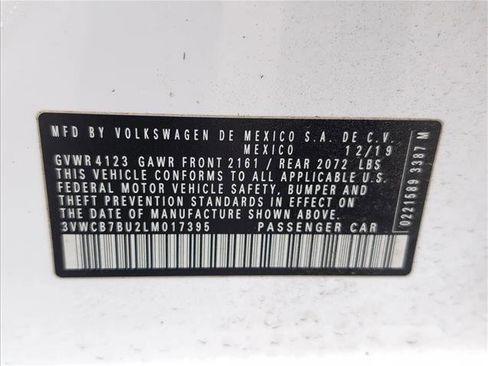 MFD BY VOLKSWAGEN DE MEXICO S.A. DE C.V.
MEXICO 12/19
GVWR 4123 GAWR FRONT 2161 / REAR 2072 LBS
THIS VEHICLE CONFORMS TO ALL APPLICABLE
FEDERAL MOTOR VEHICLE SAFETY, BUMPER AND
THEFT PREVENTION STANDARDS IN EFFECT ON
THE DATE OF MANUFACTURE SHOWN ABOVE.
3VWCB7BU2LM017395 PASSENGER CAR
0221589 3387 M